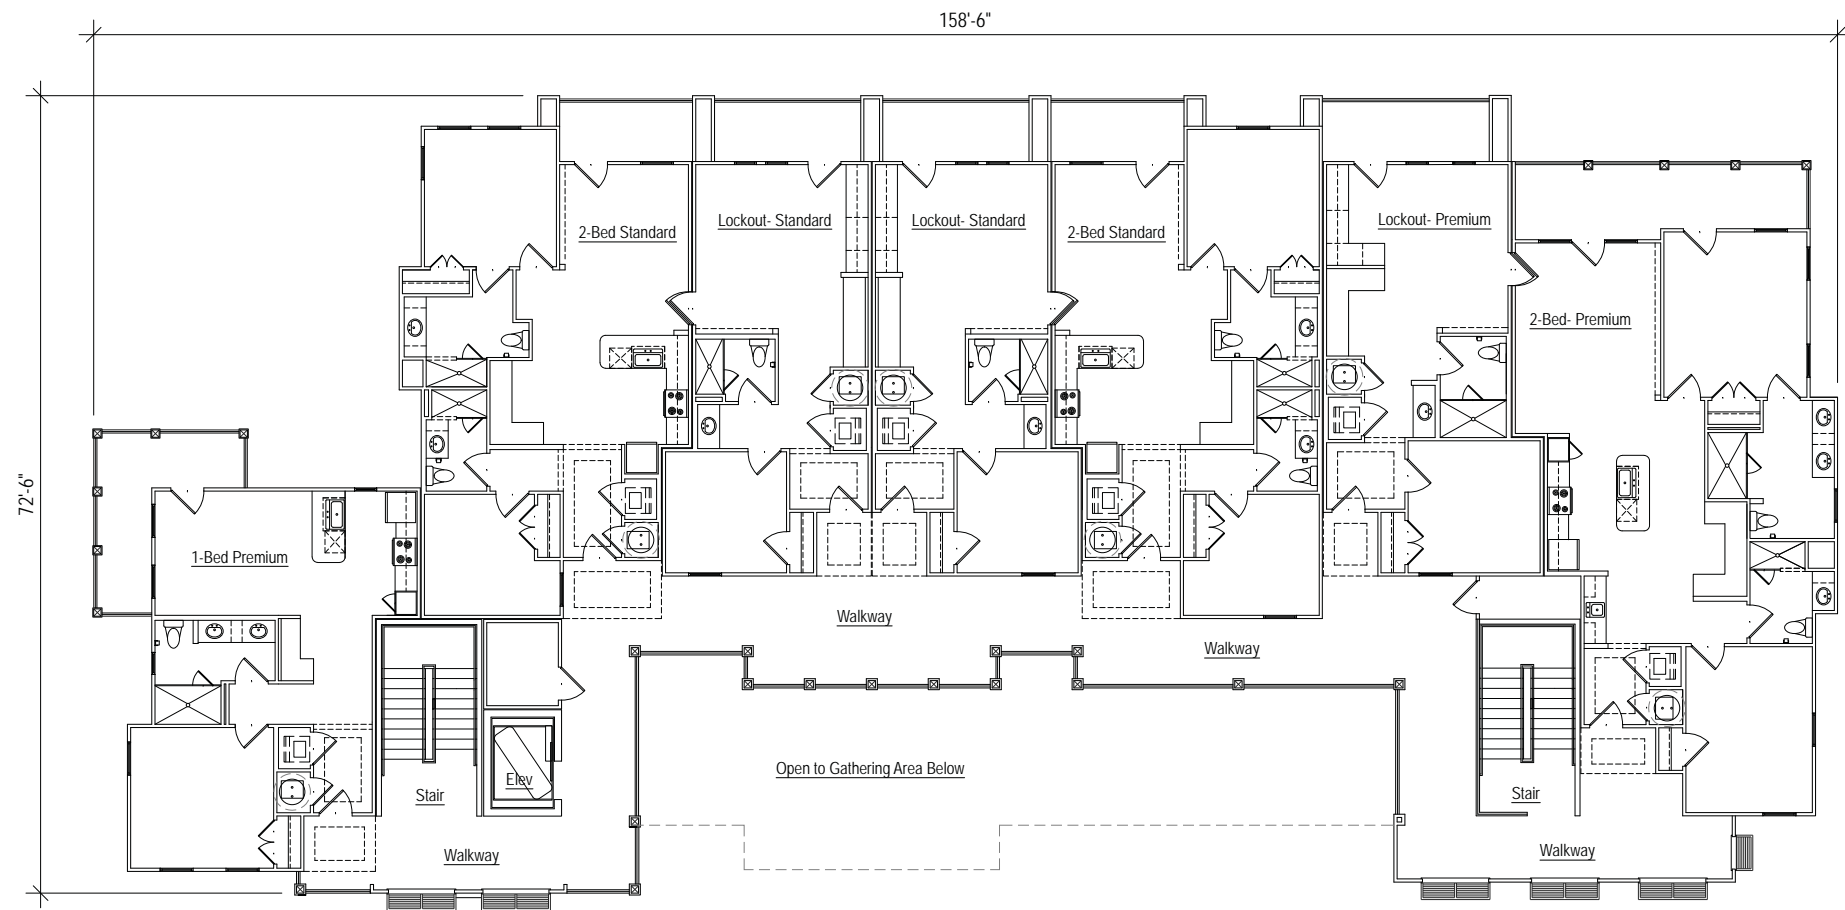 158'-6"
72'-6"
Lockout- Standard
Lockout- Standard
Lockout- Premium
2-Bed Standard
2-Bed Standard
2-Bed- Premium
1-Bed Premium
Walkway
Walkway
Open to Gathering Area Below
Elev
Stair
Stair
Walkway
Walkway